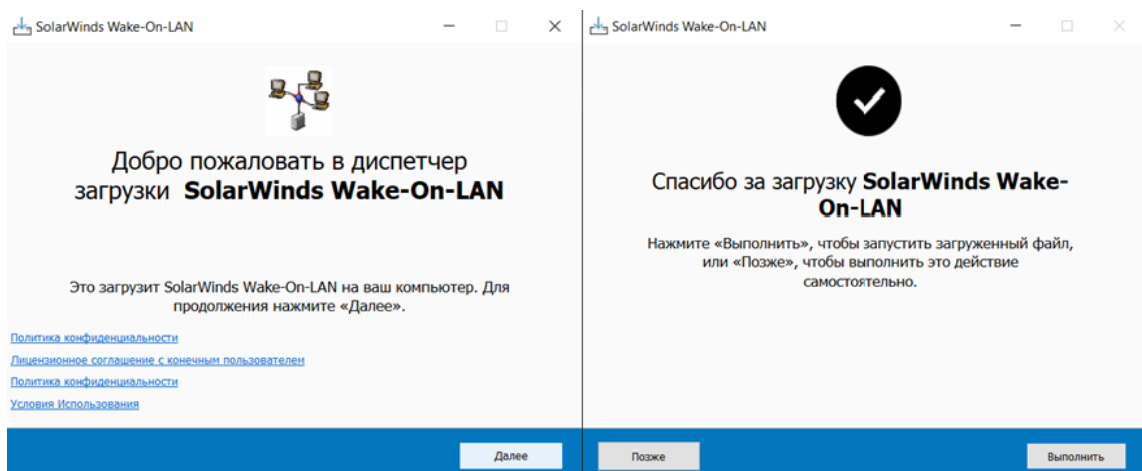 SolarWinds Wake-On-LAN
Добро пожаловать в диспетчер
загрузки SolarWinds Wake-On-LAN
Это загрузит SolarWinds Wake-On-LAN на ваш компьютер. Для
продолжения нажмите «Далее».
Политика конфиденциальности
Лицензионное соглашение с конечным пользователем
Политика конфиденциальности
Условия Использования
Далее
SolarWinds Wake-On-LAN
Спасибо за загрузку SolarWinds Wake-
On-LAN
Нажмите «Выполнить», чтобы запустить загруженный файл,
или «Позже», чтобы выполнить это действие
самостоятельно.
Позже
Выполнить